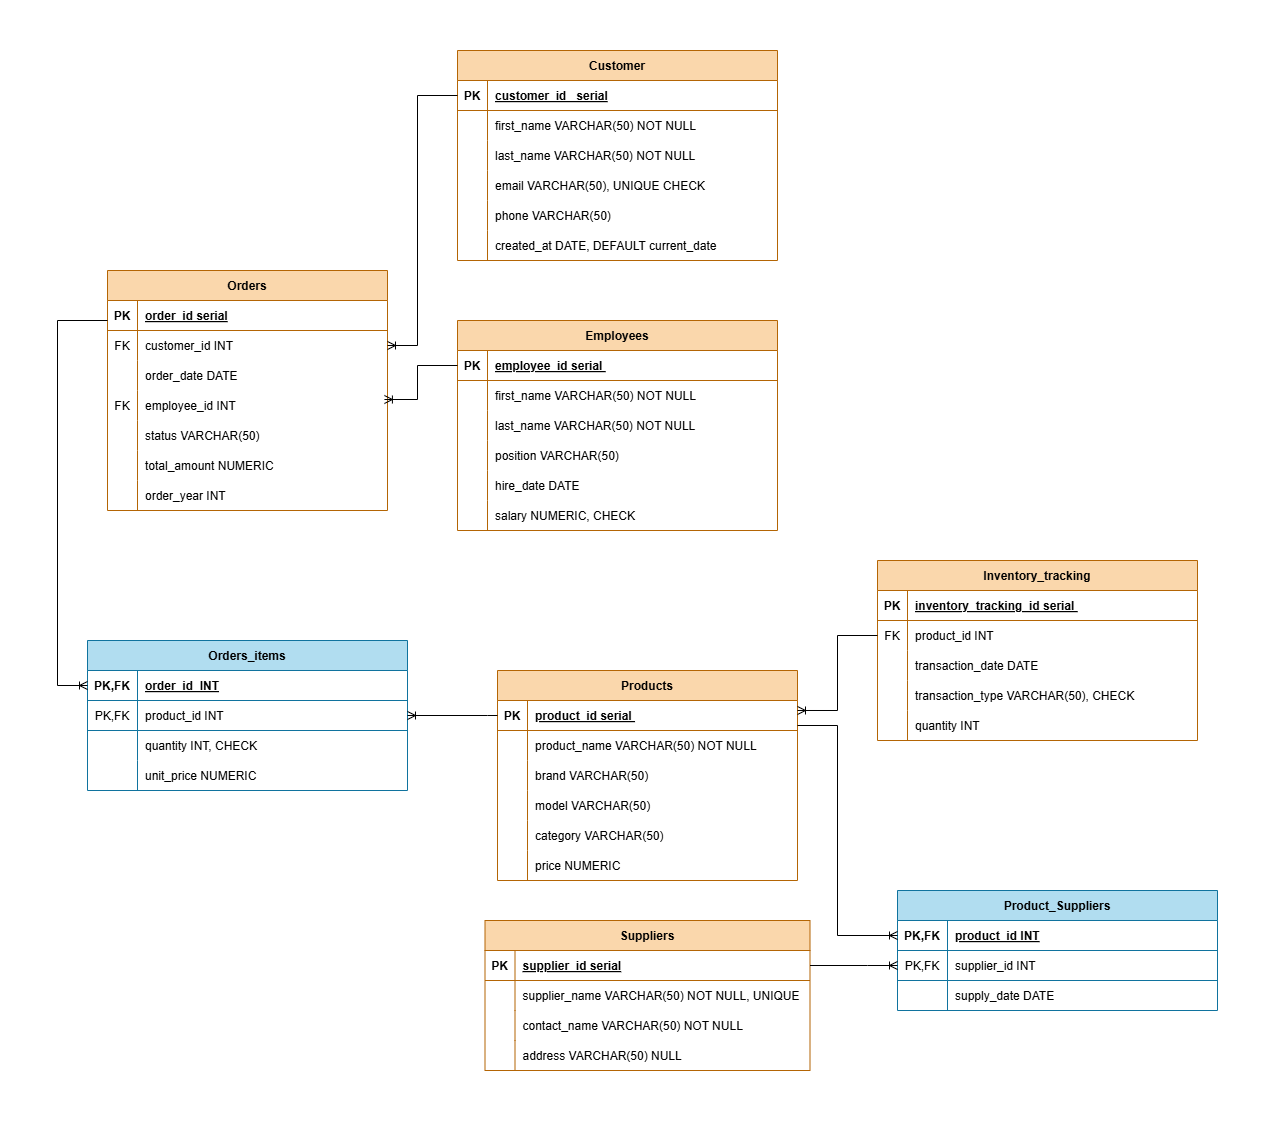 Customer
PK customer_id serial
first_name VARCHAR(50) NOT NULL
last_name VARCHAR(50) NOT NULL
email VARCHAR(50), UNIQUE CHECK
phone VARCHAR(50)
created_at DATE, DEFAULT current_date
Orders
PK order_id serial
FK customer_id INT
order_date DATE
FK employee_id INT
status VARCHAR(50)
total_amount NUMERIC
order_year INT
Employees
PK employee_id serial
first_name VARCHAR(50) NOT NULL
last_name VARCHAR(50) NOT NULL
position VARCHAR(50)
hire_date DATE
salary NUMERIC, CHECK
Inventory_tracking
PK inventory_tracking_id serial
FK product_id INT
transaction_date DATE
transaction_type VARCHAR(50), CHECK
quantity INT
Orders_items
PK,FK order_id INT
PK,FK product_id INT
quantity INT, CHECK
unit_price NUMERIC
Products
PK product_id serial
product_name VARCHAR(50) NOT NULL
brand VARCHAR(50)
model VARCHAR(50)
category VARCHAR(50)
price NUMERIC
Product_Suppliers
PK,FK product_id INT
PK,FK supplier_id INT
supply_date DATE
Suppliers
PK supplier_id serial
supplier_name VARCHAR(50) NOT NULL, UNIQUE
contact_name VARCHAR(50) NOT NULL
address VARCHAR(50) NULL